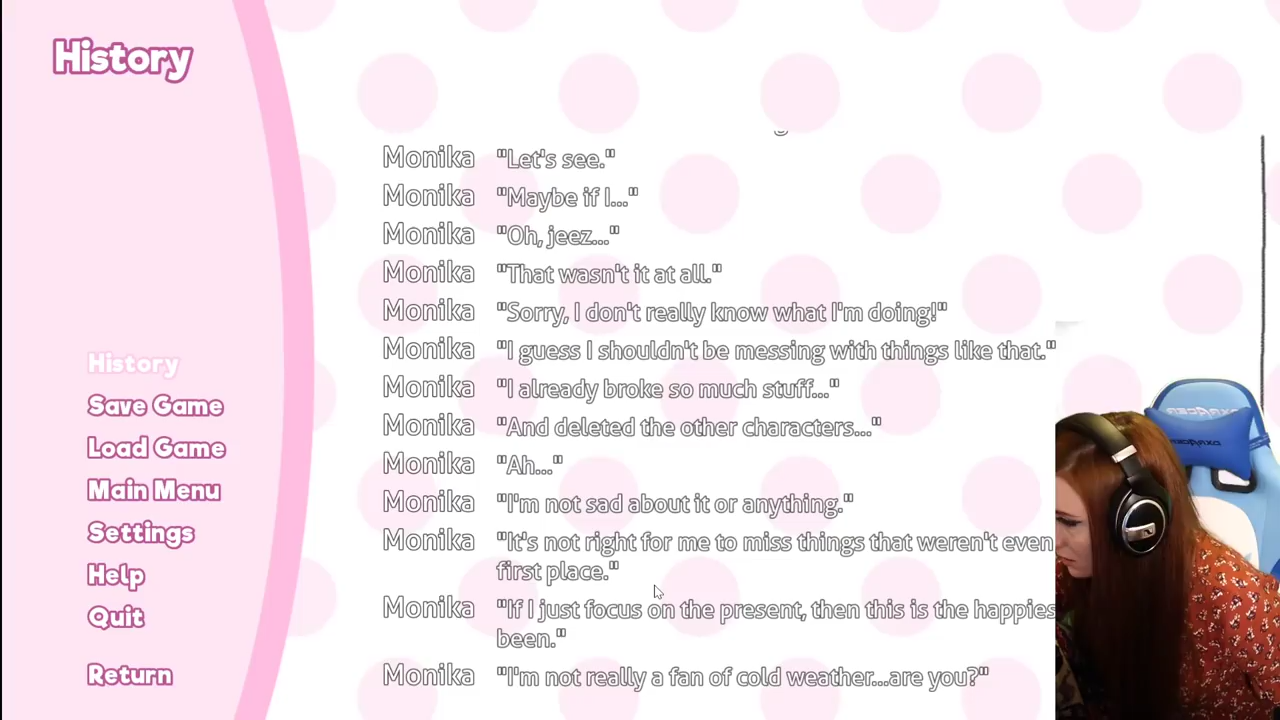 History
Monika "Let's see."
Monika "Maybe if I..."
Monika "Oh, jeez..."
Monika "That wasn't it at all."
Monika "Sorry, I don't really know what I'm doing!"
Monika "I guess I shouldn't be messing with things like that."
Monika "I already broke so much stuff..."
Monika "And deleted the other characters..."
Monika "Ah..."
Monika "I'm not sad about it or anything."
Monika "It's not right for me to miss things that weren't even
first place."
Monika "If I just focus on the present, then this is the happies
been."
Monika "I'm not really a fan of cold weather...are you?"
History
Save Game
Load Game
Main Menu
Settings
Help
Quit
Return